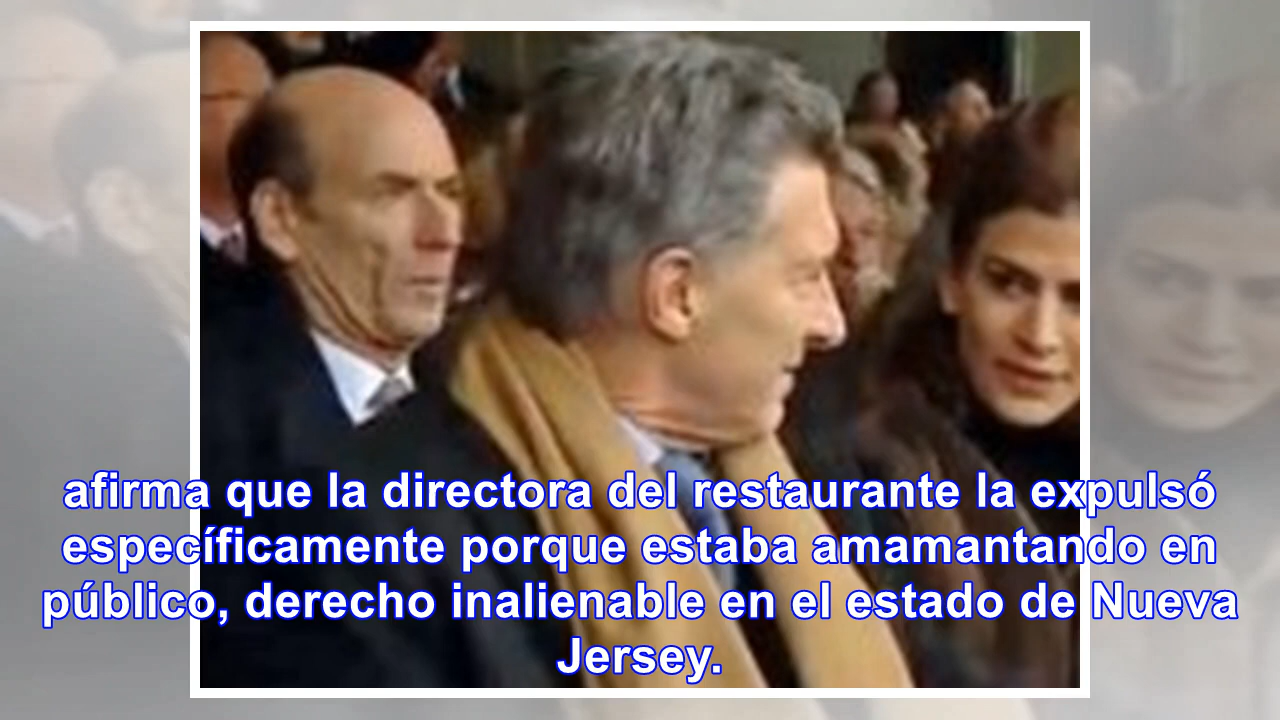 afirma que la directora del restaurante la expulsó
específicamente porque estaba amamantando en
público, derecho inalienable en el estado de Nueva
Jersey.